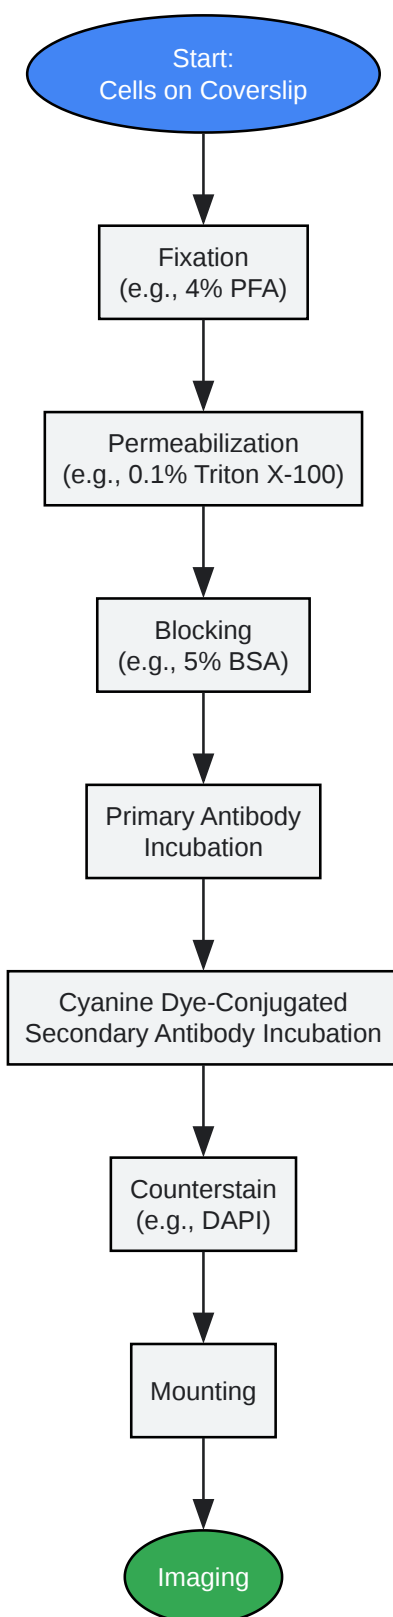 Start:
Cells on Coverslip
Fixation
(e.g., 4% PFA)
Permeabilization
(e.g., 0.1% Triton X-100)
Blocking
(e.g., 5% BSA)
Primary Antibody
Incubation
Cyanine Dye-Conjugated
Secondary Antibody Incubation
Counterstain
(e.g., DAPI)
Mounting
Imaging